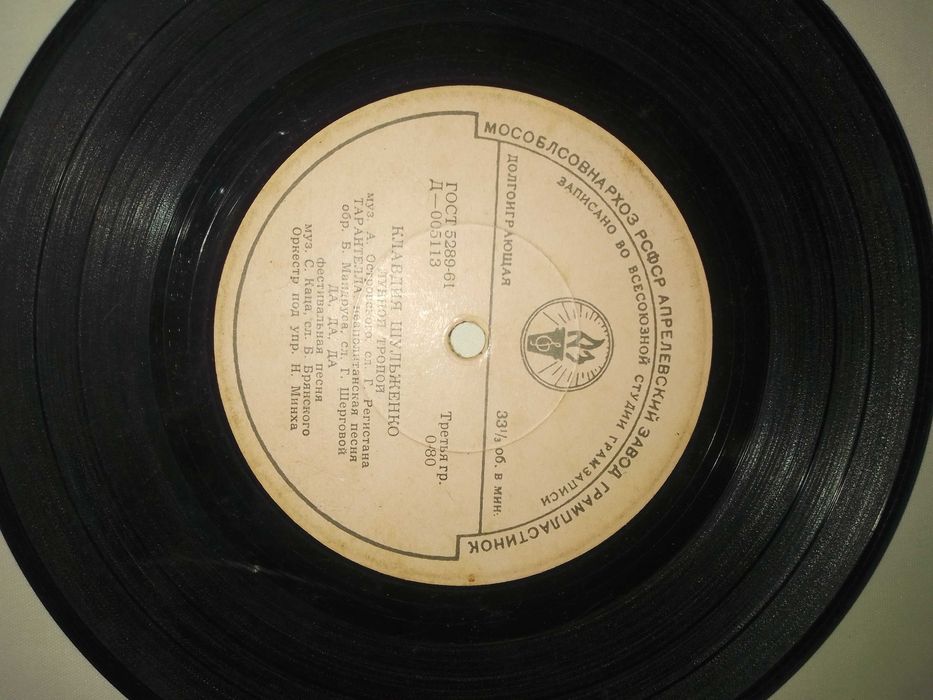 МОСОБЛСОВНАРХОЗ РСФСР АПРЕЛЕВСКИЙ ЗАВОД ГРАМПЛАСТИНОК
ЗАПИСАНО ВО ВСЕСОЮЗНОЙ СТУДИИ ГРАМЗАПИСИ
ДОЛГОИГРАЮЩАЯ 33⅓ об. в мин.
ГОСТ 5289-61 Третья гр.
Д—005113 0-80
КЛАВДИЯ ШУЛЬЖЕНКО
ЛУННОЙ ТРОПОЙ
муз. А. Островского, сл. Г. Регистана
ТАРАНТЕЛЛА неаполитанская песня
обр. Б. Мандруса, сл. Г. Шерговой
ДА, ДА, ДА
фестивальная песня
муз. С. Каца, сл. Б. Брянского
Оркестр под упр. Н. Минха